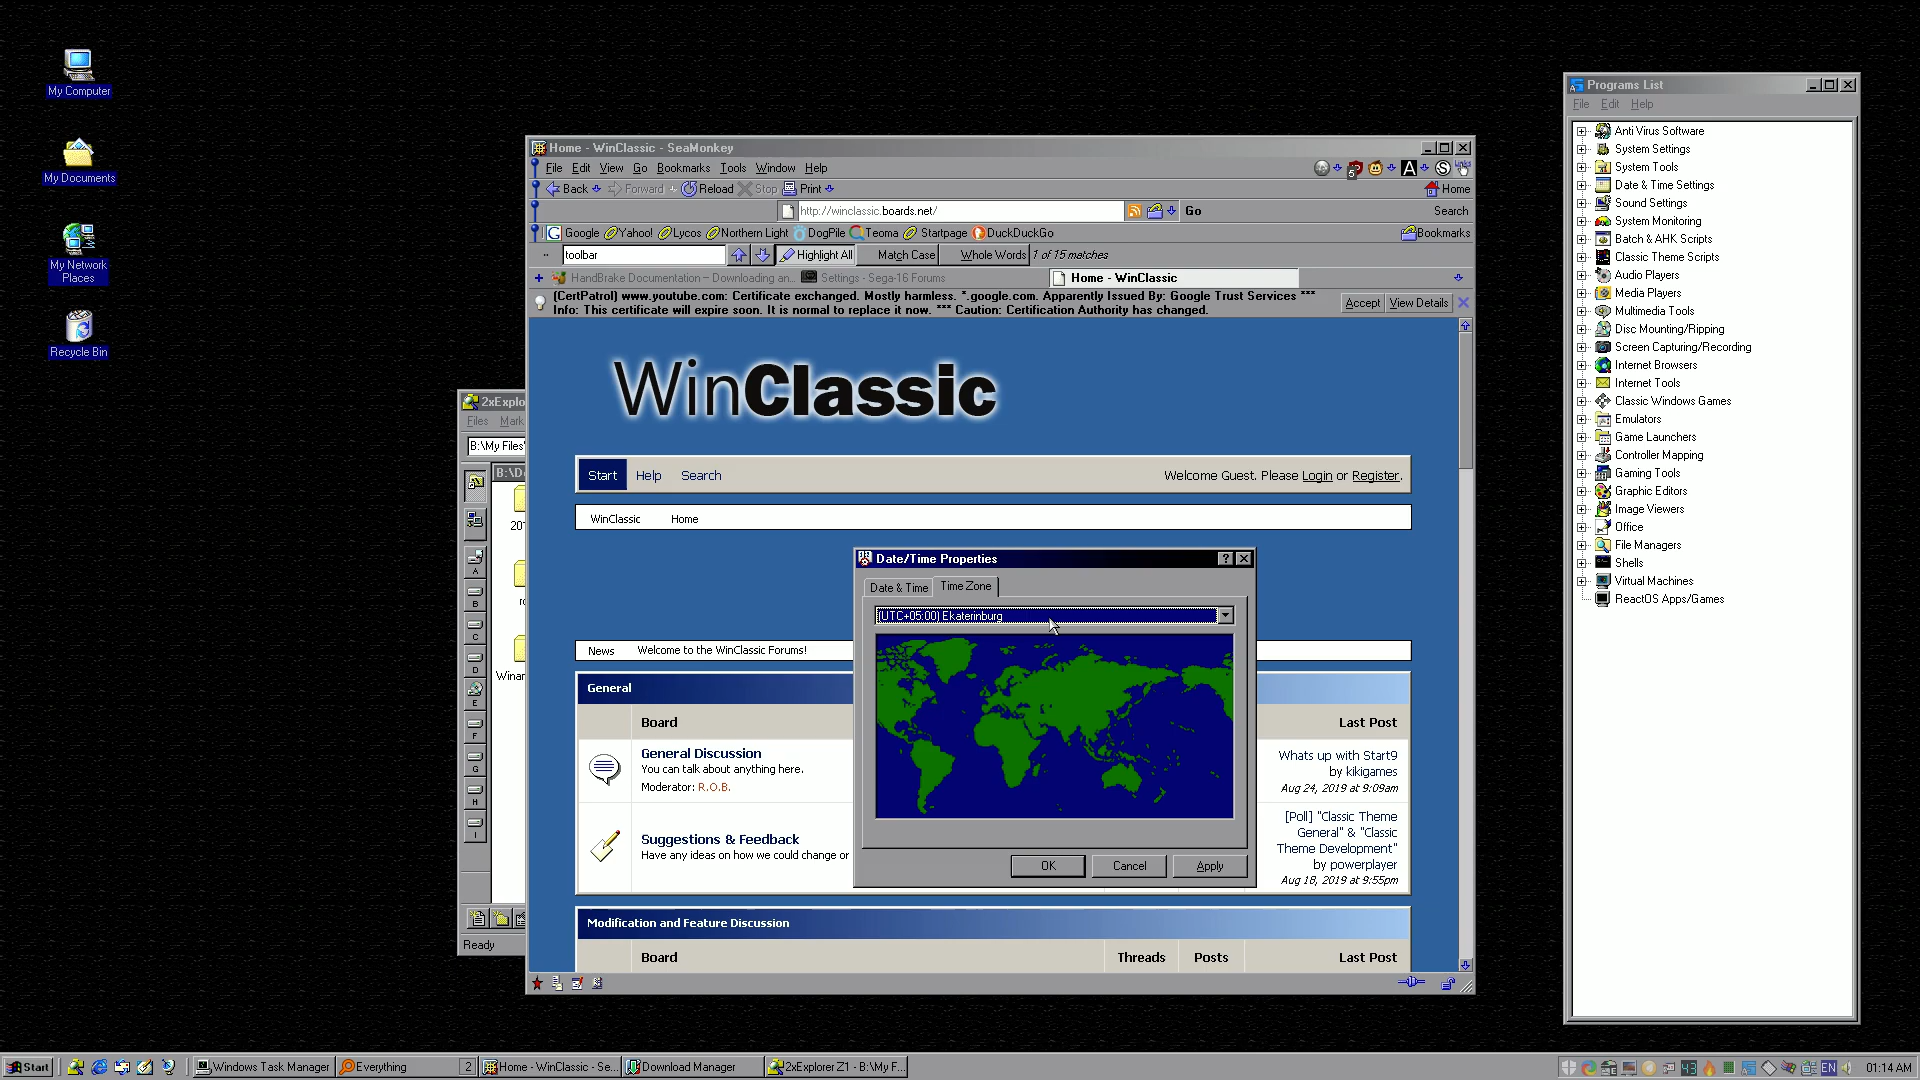 My Computer
My Documents
My Network
Places
Recycle Bin
2xExplo
Files Mark
B:\My Files\
B:\D
201
Winar
A
B
C
D
E
F
G
H
I
Ready
Home - WinClassic - SeaMonkey
File Edit View Go Bookmarks Tools Window Help
Back Forward Reload Stop Print Home
http://winclassic.boards.net/ Go Search
Google Yahoo! Lycos Northern Light DogPile Teoma Startpage DuckDuckGo Bookmarks
toolbar Highlight All Match Case Whole Words 1 of 15 matches
HandBrake Documentation – Downloading an... Settings - Sega-16 Forums Home - WinClassic
(CertPatrol) www.youtube.com: Certificate exchanged. Mostly harmless. *.google.com. Apparently Issued By: Google Trust Services ***
Info: This certificate will expire soon. It is normal to replace it now. *** Caution: Certification Authority has changed.
Accept View Details
WinClassic
Start Help Search Welcome Guest. Please Login or Register.
WinClassic Home
News Welcome to the WinClassic Forums!
General
Board Last Post
General Discussion
You can talk about anything here.
Moderator: R.O.B.
Whats up with Start9
by kikigames
Aug 24, 2019 at 9:09am
Suggestions & Feedback
Have any ideas on how we could change or
[Poll] "Classic Theme
General" & "Classic
Theme Development"
by powerplayer
Aug 18, 2019 at 9:55pm
Modification and Feature Discussion
Board Threads Posts Last Post
Date/Time Properties
Date & Time Time Zone
(UTC+05:00) Ekaterinburg
OK Cancel Apply
Programs List
File Edit Help
Anti Virus Software
System Settings
System Tools
Date & Time Settings
Sound Settings
System Monitoring
Batch & AHK Scripts
Classic Theme Scripts
Audio Players
Media Players
Multimedia Tools
Disc Mounting/Ripping
Screen Capturing/Recording
Internet Browsers
Internet Tools
Classic Windows Games
Emulators
Game Launchers
Controller Mapping
Gaming Tools
Graphic Editors
Image Viewers
Office
File Managers
Shells
Virtual Machines
ReactOS Apps/Games
Start Windows Task Manager Everything 2 Home - WinClassic - Se... Download Manager 2xExplorer Z1 - B:\My F... 43 EN 01:14 AM